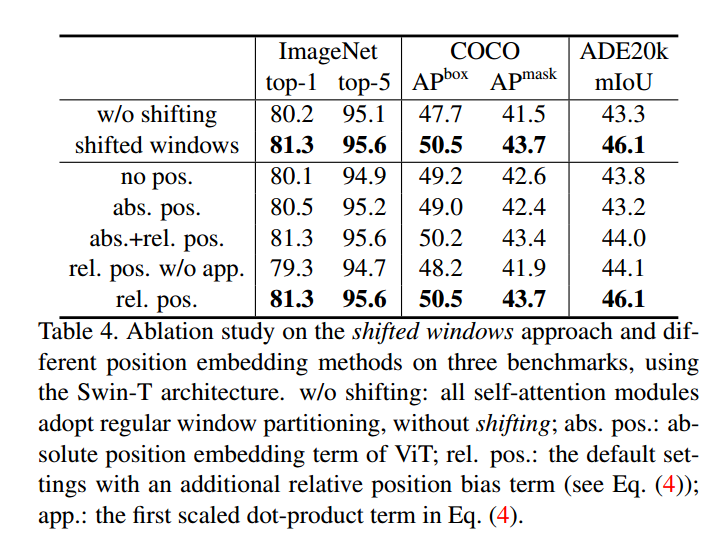 ImageNet COCO ADE20k
top-1 top-5 APbox APmask mIoU
w/o shifting 80.2 95.1 47.7 41.5 43.3
shifted windows 81.3 95.6 50.5 43.7 46.1
no pos. 80.1 94.9 49.2 42.6 43.8
abs. pos. 80.5 95.2 49.0 42.4 43.2
abs.+rel. pos. 81.3 95.6 50.2 43.4 44.0
rel. pos. w/o app. 79.3 94.7 48.2 41.9 44.1
rel. pos. 81.3 95.6 50.5 43.7 46.1
Table 4. Ablation study on the shifted windows approach and dif-
ferent position embedding methods on three benchmarks, using
the Swin-T architecture. w/o shifting: all self-attention modules
adopt regular window partitioning, without shifting; abs. pos.: ab-
solute position embedding term of ViT; rel. pos.: the default set-
tings with an additional relative position bias term (see Eq. (4));
app.: the first scaled dot-product term in Eq. (4).